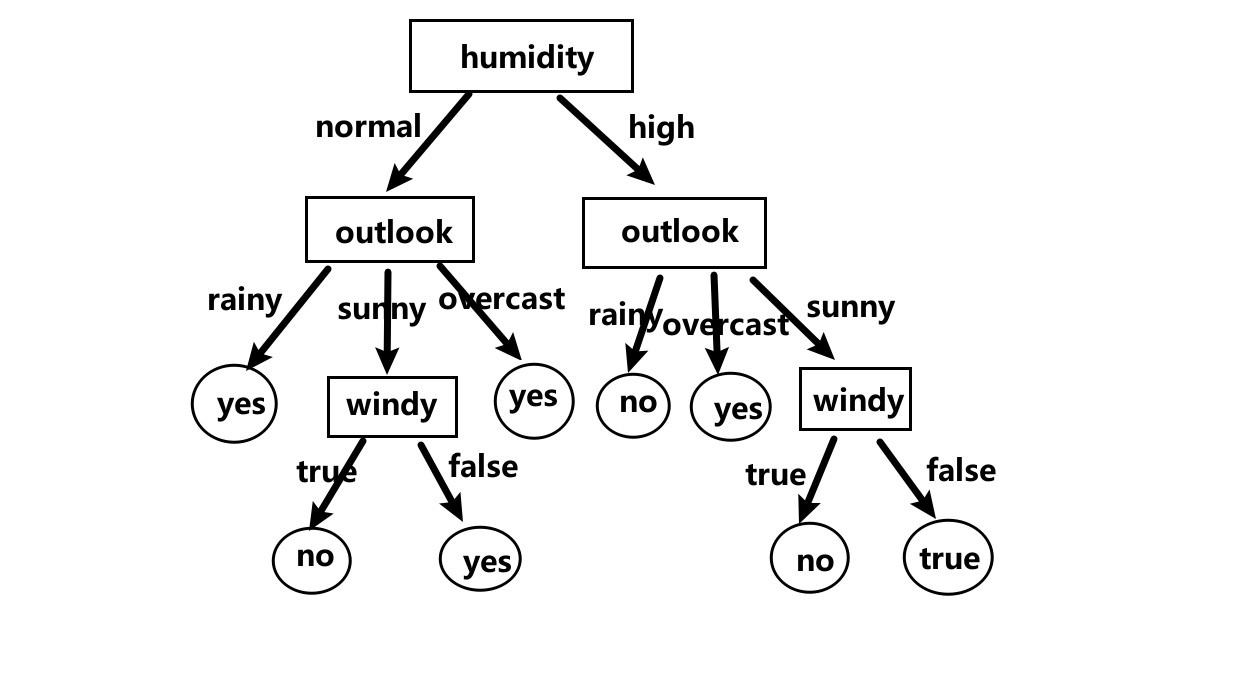 humidity
normal
high
outlook
outlook
rainy
sunny
overcast
rainy
overcast
sunny
yes
windy
yes
no
yes
windy
true
false
true
false
no
yes
no
true